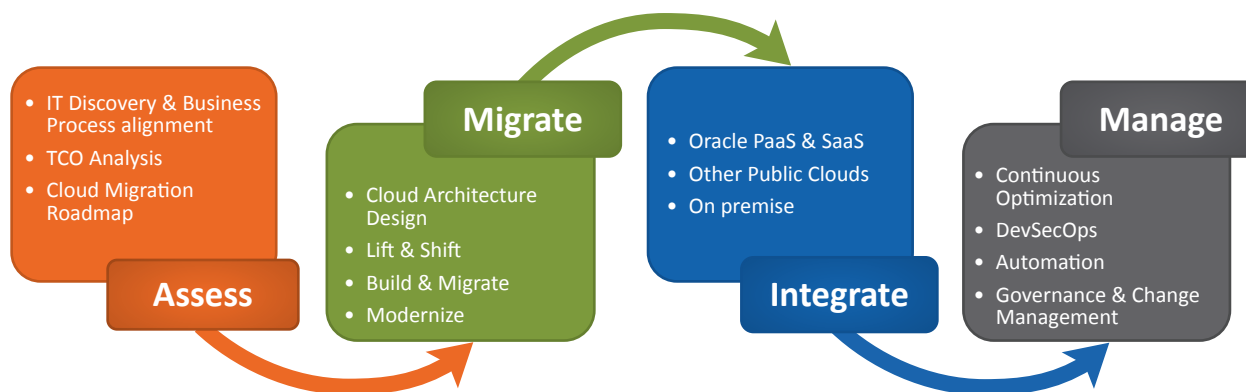 • IT Discovery & Business
Process alignment
• TCO Analysis
• Cloud Migration
Roadmap
Assess
Migrate
• Cloud Architecture
Design
• Lift & Shift
• Build & Migrate
• Modernize
• Oracle PaaS & SaaS
• Other Public Clouds
• On premise
Integrate
Manage
• Continuous
Optimization
• DevSecOps
• Automation
• Governance & Change
Management